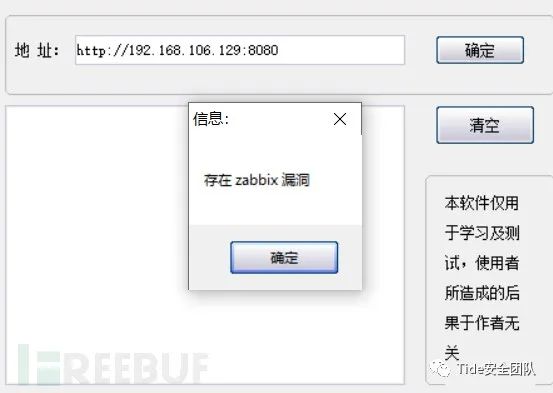 地 址： http://192.168.106.129:8080
确定
清空
信息:
存在 zabbix 漏洞
确定
本软件仅用
于学习及测
试，使用者
所造成的后
果于作者无
关
FREEBUF
Tide安全团队